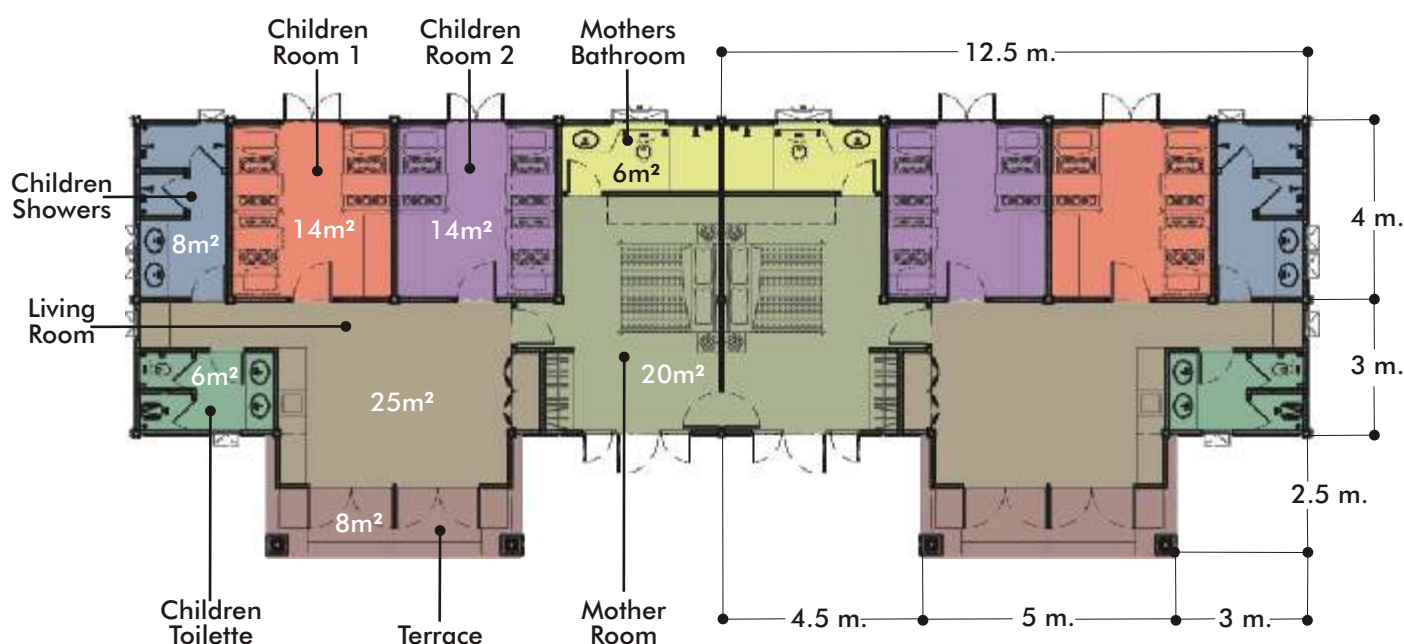 Children
Room 1
Children
Room 2
Mothers
Bathroom
12.5 m.
6m²
Children
Showers
8m²
14m²
14m²
4 m.
Living
Room
6m²
25m²
20m²
3 m.
2.5 m.
8m²
Children
Toilette
Terrace
Mother
Room
4.5 m.
5 m.
3 m.